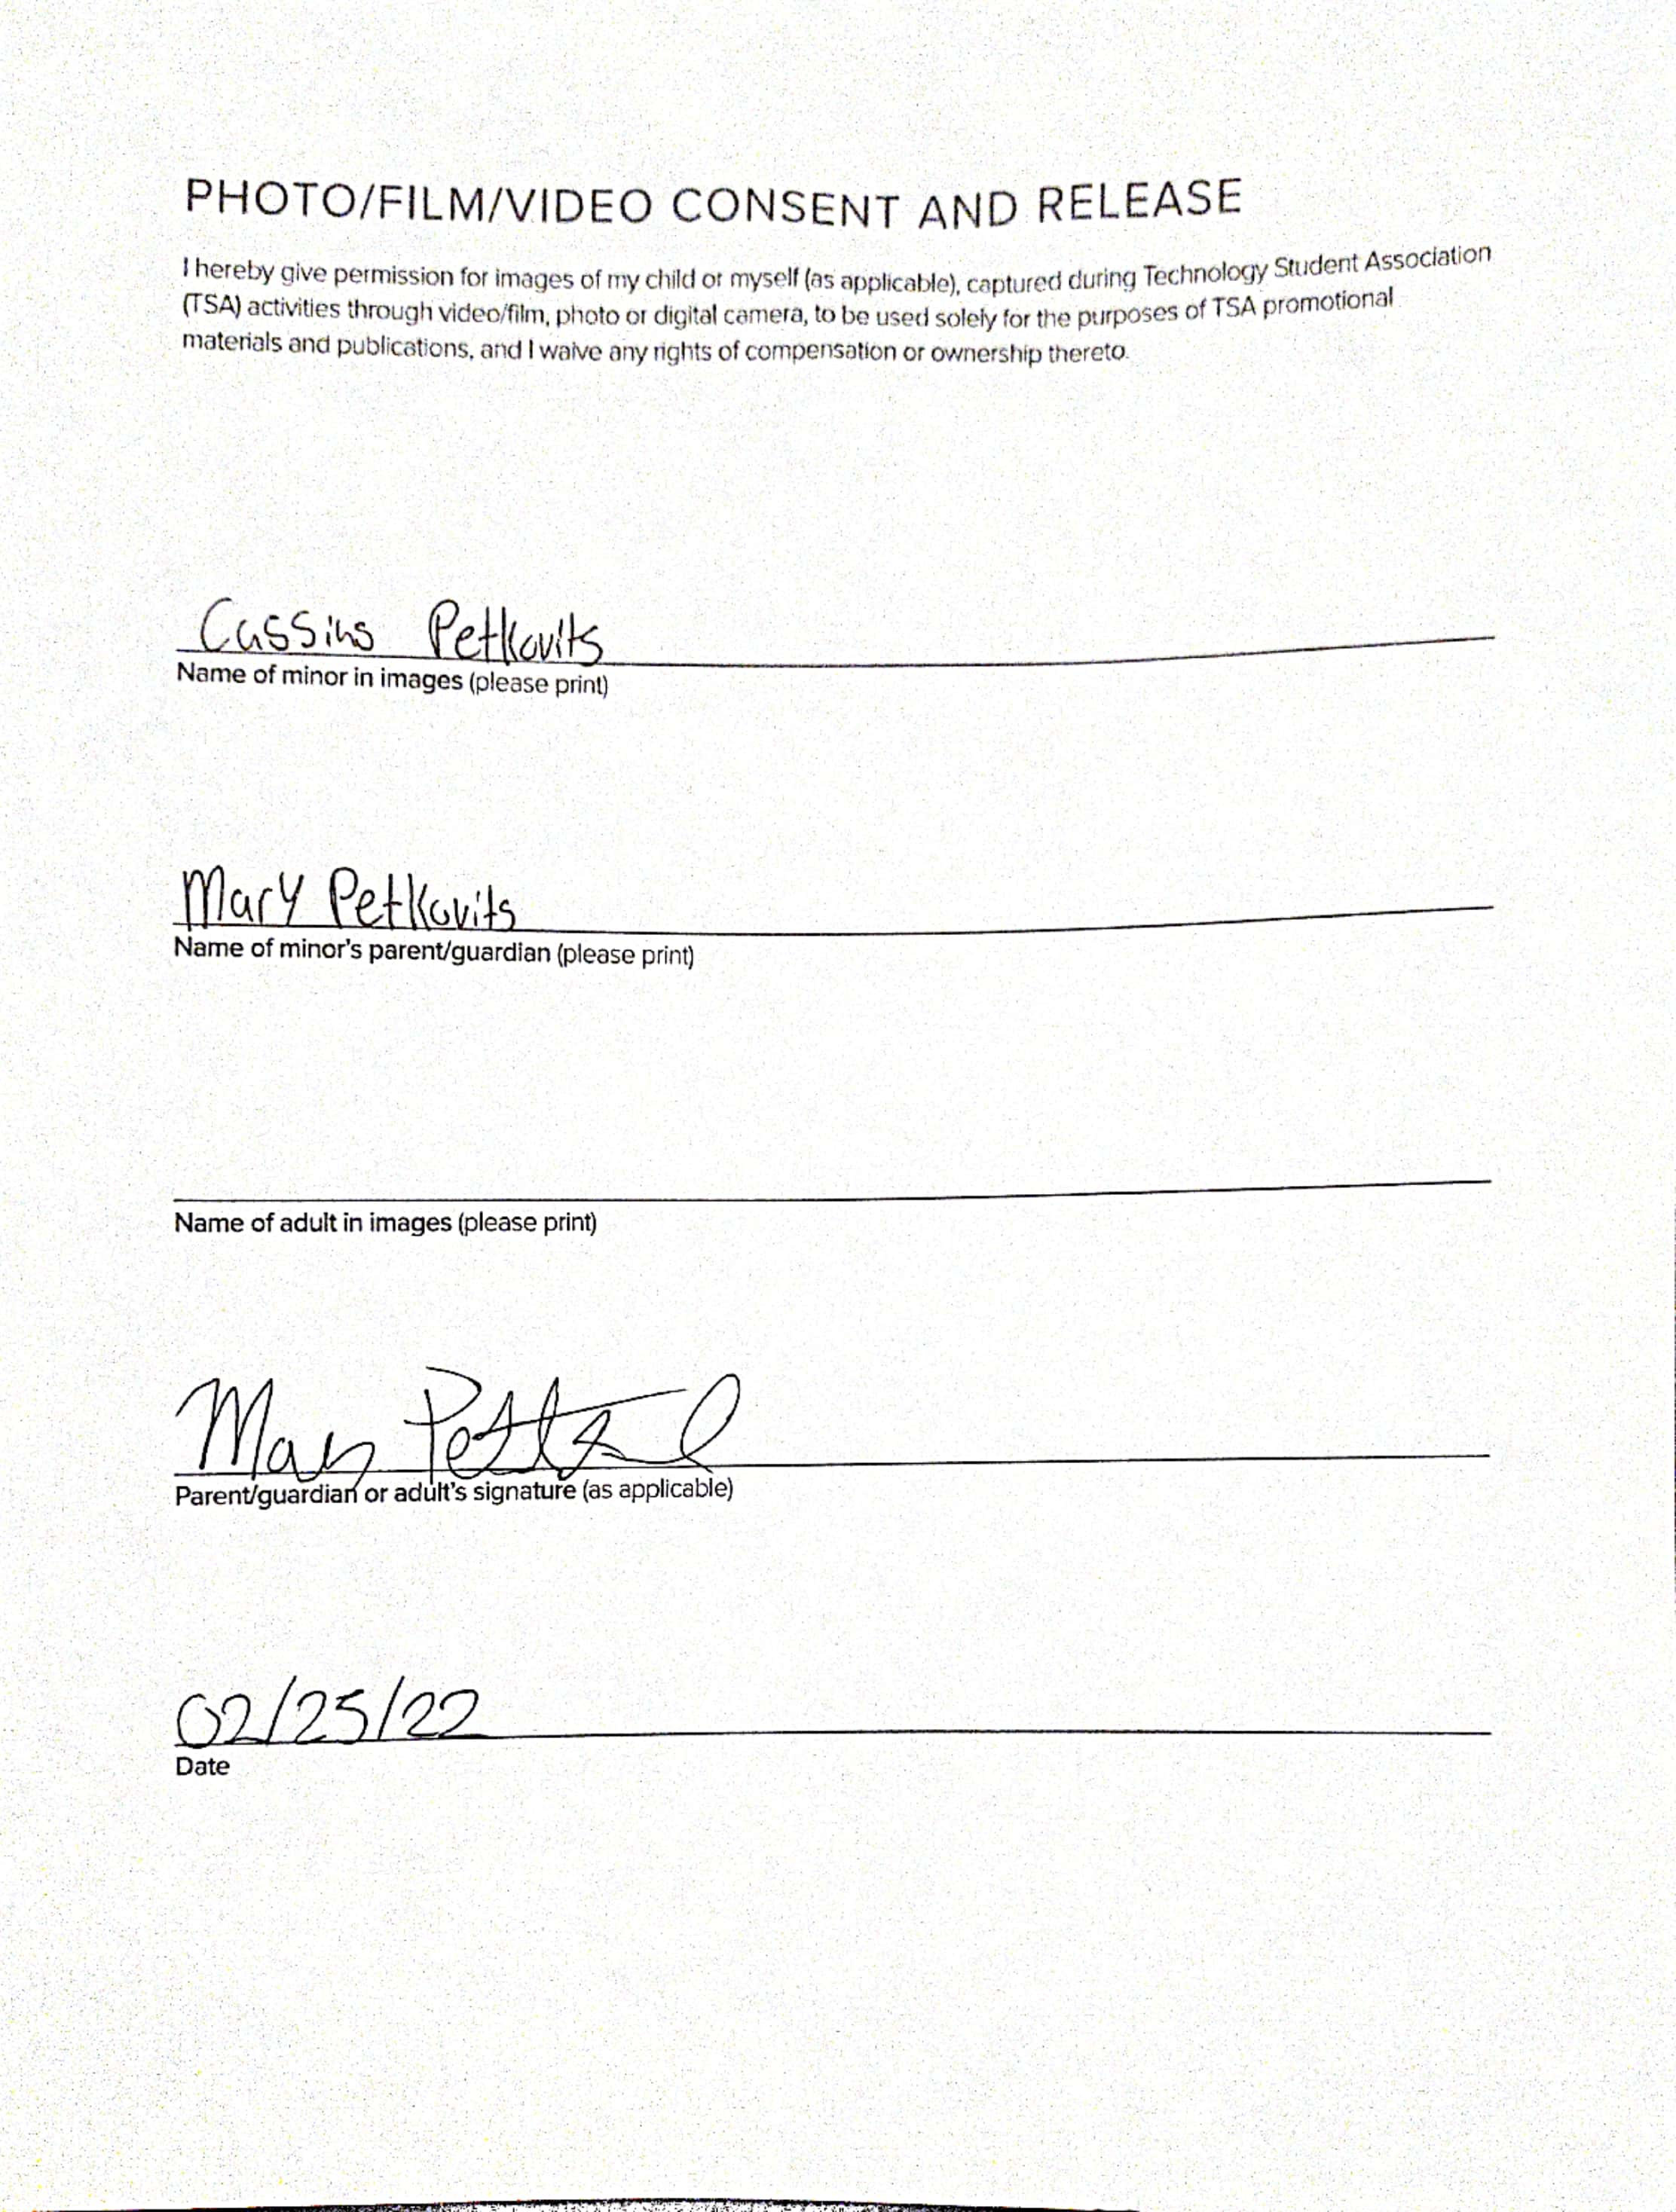 PHOTO/FILM/VIDEO CONSENT AND RELEASE
I hereby give permission for images of my child or myself (as applicable), captured during Technology Student Association
(TSA) activities through video/film, photo or digital camera, to be used solely for the purposes of TSA promotional
materials and publications, and I waive any rights of compensation or ownership thereto.
Cassius Petkovits
Name of minor in images (please print)
Mary Petkovits
Name of minor's parent/guardian (please print)
Name of adult in images (please print)
Mary
Parent/guardian or adult's signature (as applicable)
02/25/22
Date